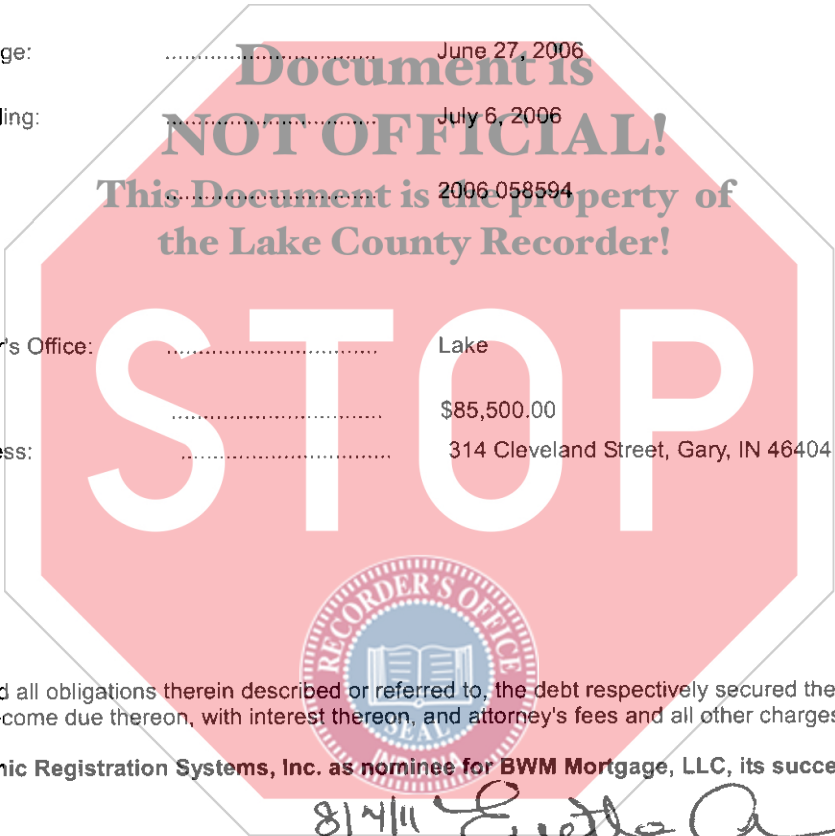 ge: .................................. June 27, 2006
Document is
ling: .................................. July 6, 2006
NOT OFFICIAL!
.................................. 2006 058594
This Document is the property of
the Lake County Recorder!
r's Office: .................................. Lake
STOP
.................................. $85,500.00
ess: .................................. 314 Cleveland Street, Gary, IN 46404
RECORDER'S OFFICE
SEAL
d all obligations therein described or referred to, the debt respectively secured the
come due thereon, with interest thereon, and attorney's fees and all other charges
nic Registration Systems, Inc. as nominee for BWM Mortgage, LLC, its succe
8/4/11